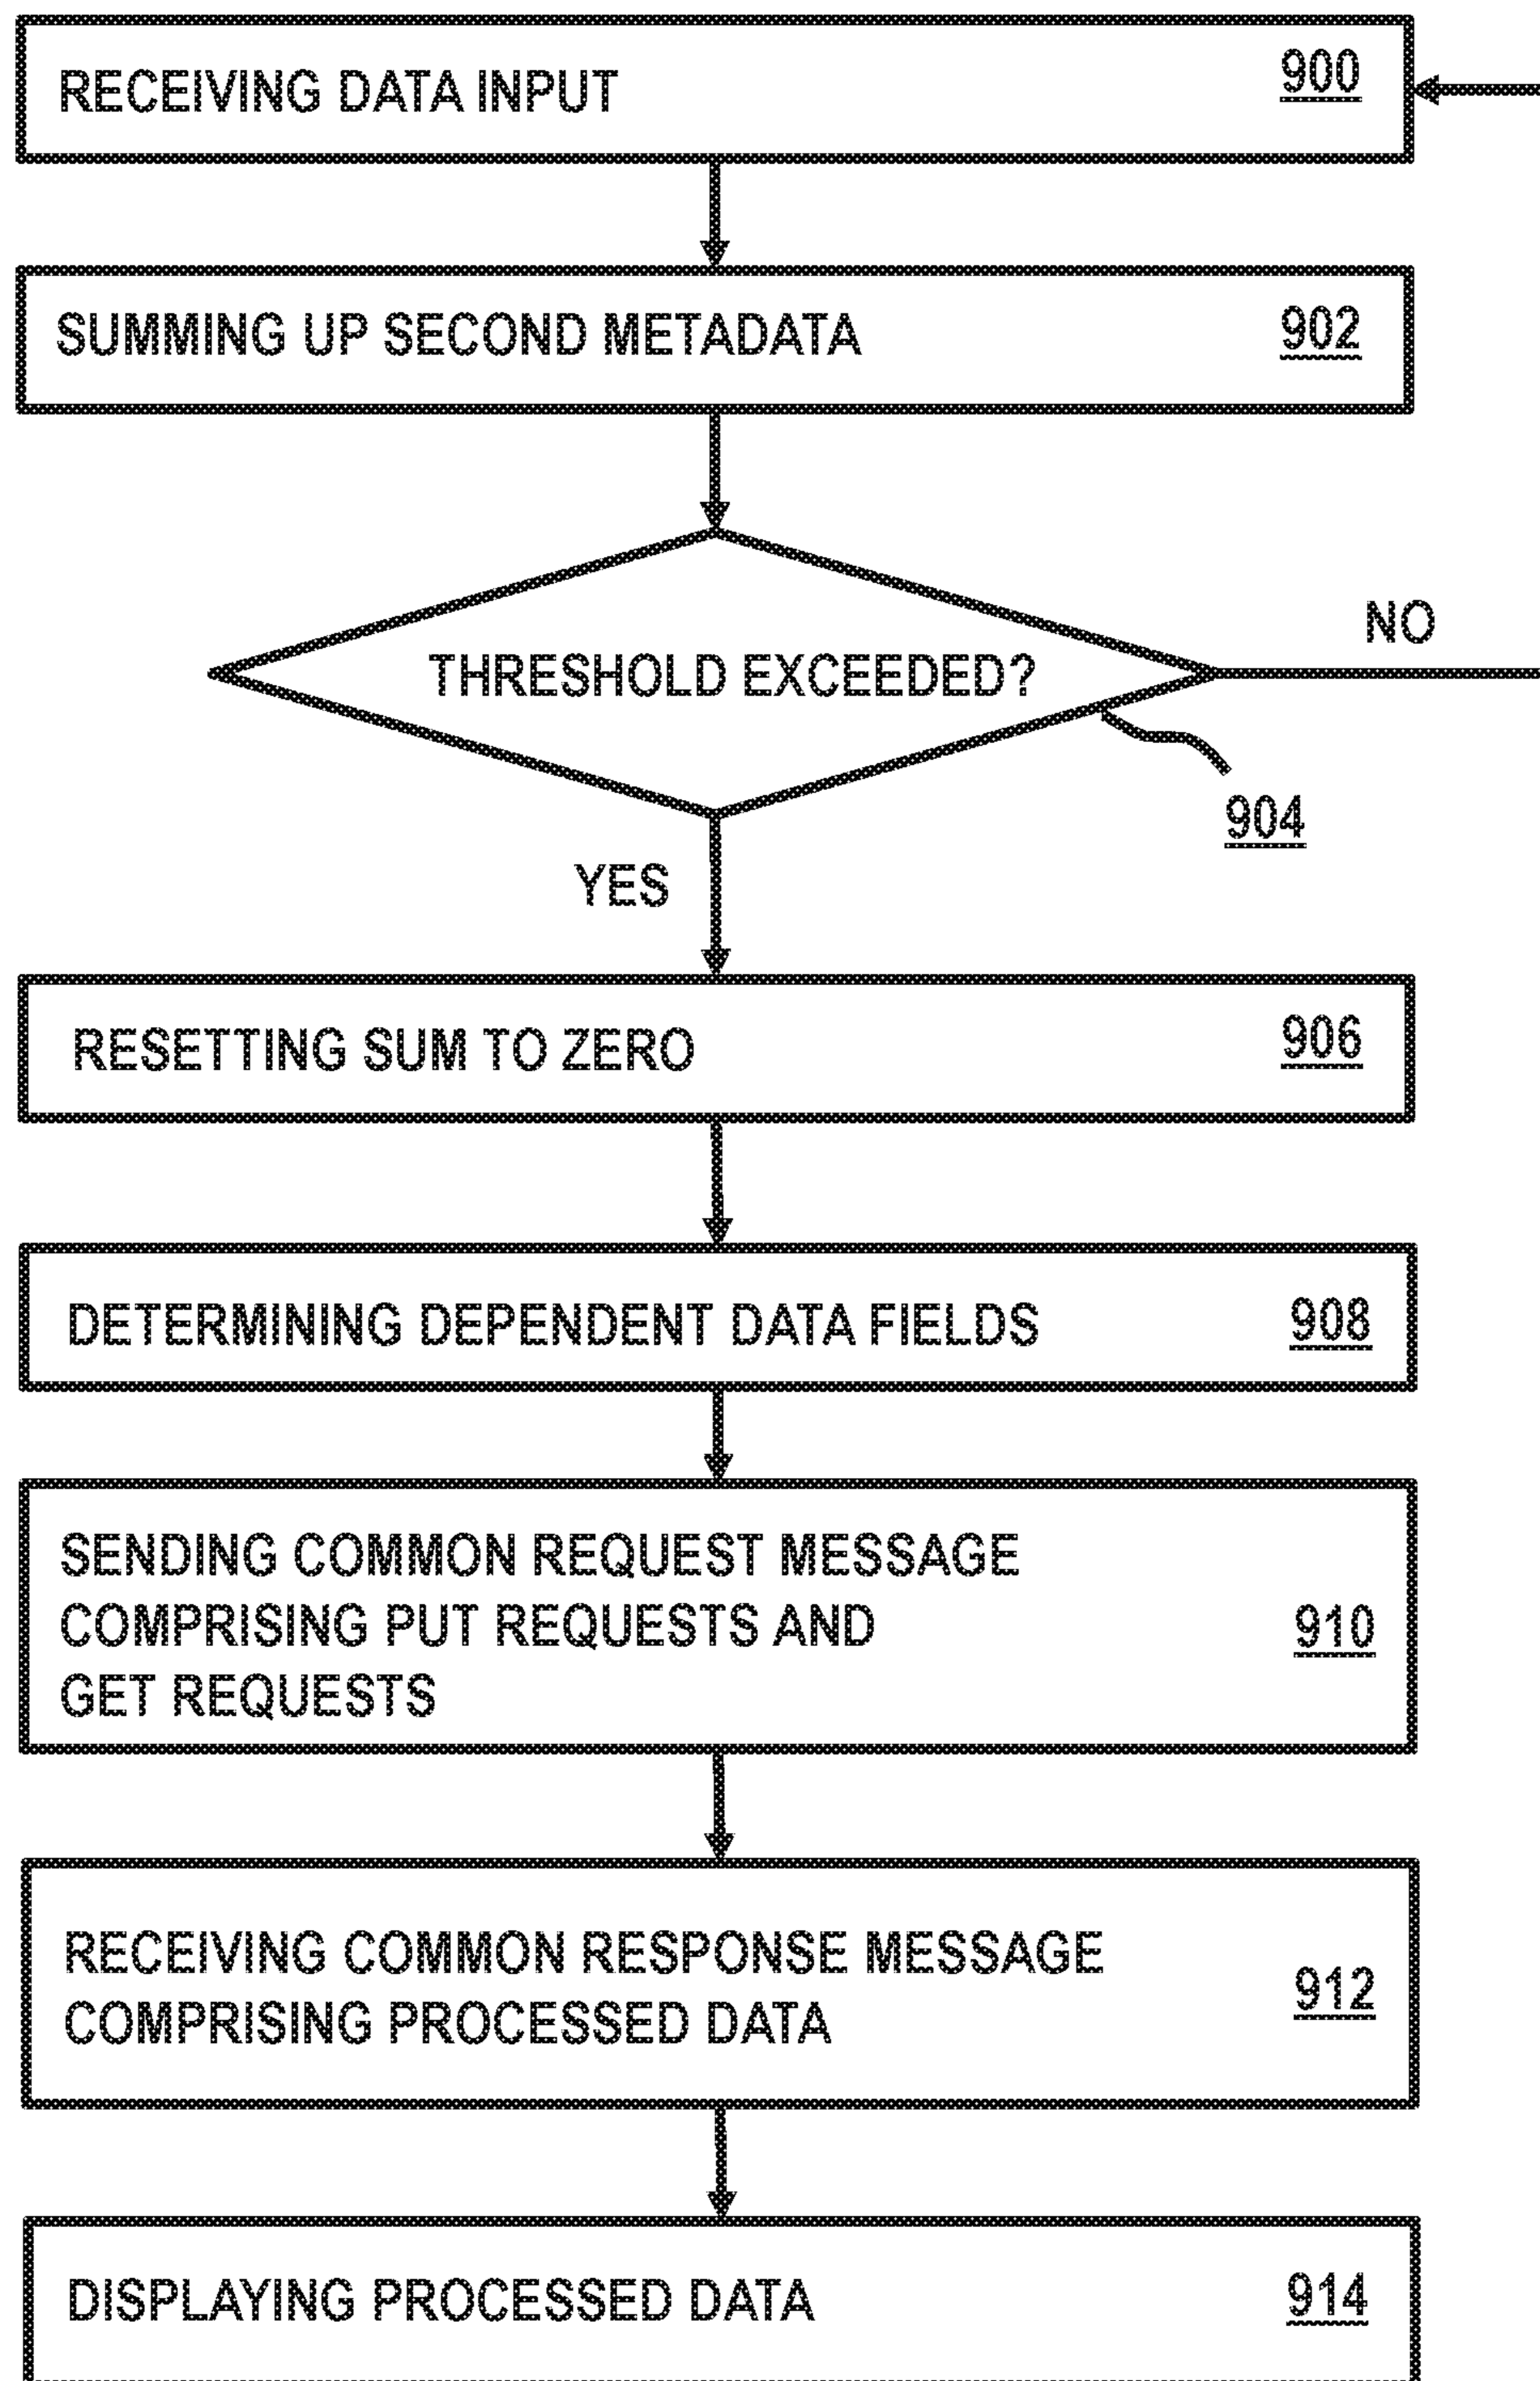 RECEIVING DATA INPUT 900
SUMMING UP SECOND METADATA 902
THRESHOLD EXCEEDED?
NO
904
YES
RESETTING SUM TO ZERO 906
DETERMINING DEPENDENT DATA FIELDS 908
SENDING COMMON REQUEST MESSAGE
COMPRISING PUT REQUESTS AND 910
GET REQUESTS
RECEIVING COMMON RESPONSE MESSAGE
COMPRISING PROCESSED DATA 912
DISPLAYING PROCESSED DATA 914